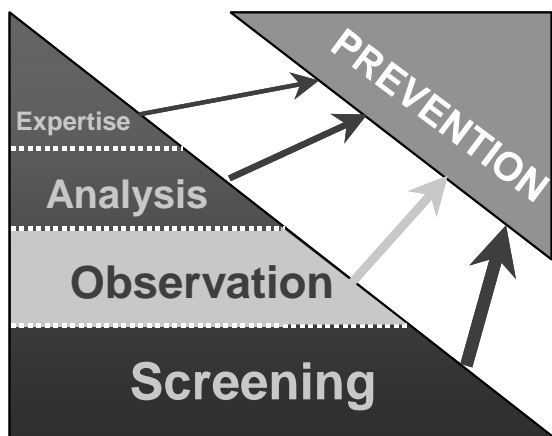 PREVENTION
Expertise
Analysis
Observation
Screening